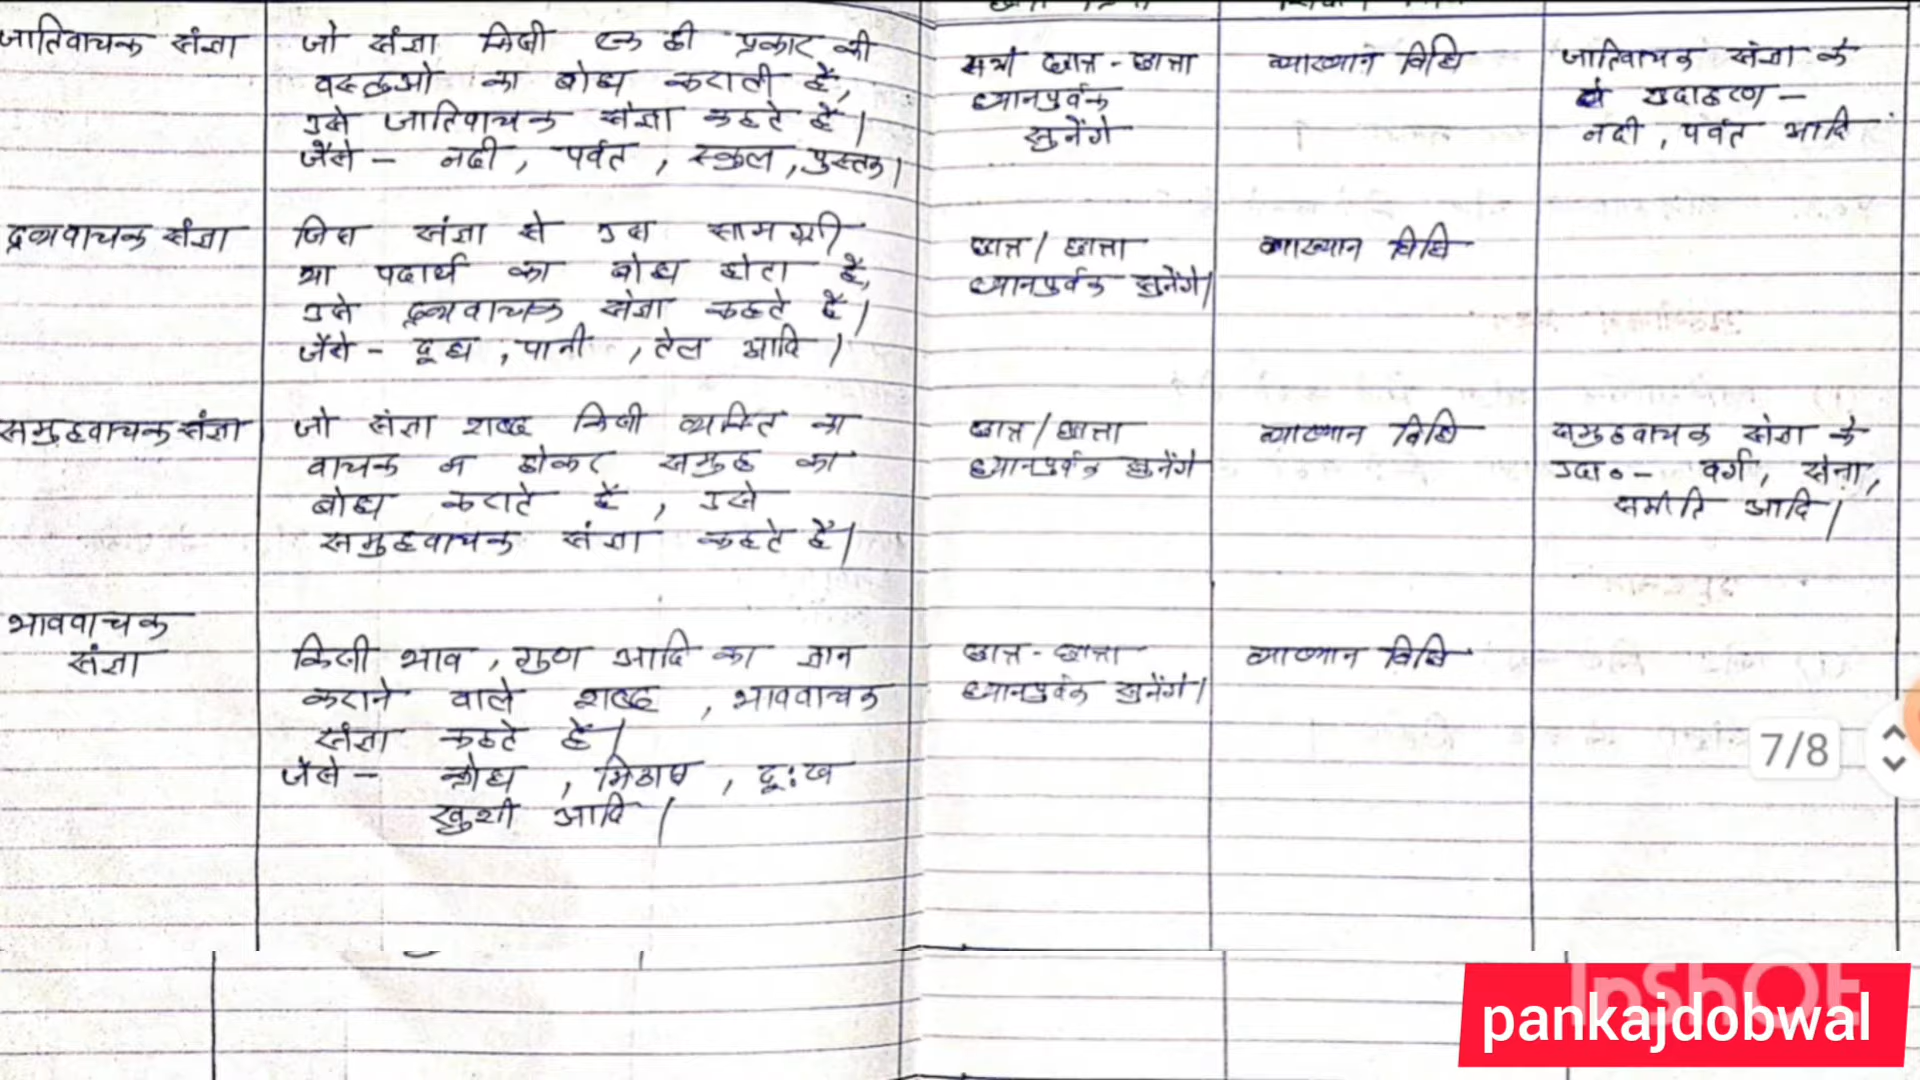 जातिवाचक संज्ञा
जो संज्ञा किसी एक ही प्रकार की
वस्तुओं का बोध कराती है,
उसे जातिवाचक संज्ञा कहते हैं।
जैसे - नदी, पर्वत, स्कूल, पुस्तक।
सभी छात्र - छात्रा
ध्यानपुर्वक
सुनेंगे
व्याख्यान विधि
जातिवाचक संज्ञा के
उदाहरण -
नदी, पर्वत आदि
द्रव्यवाचक संज्ञा
जिस संज्ञा से उस सामग्री
या पदार्थ का बोध होता है,
उसे द्रव्यवाचक संज्ञा कहते हैं।
जैसे - दूध, पानी, तेल आदि।
छात्र / छात्रा
ध्यानपुर्वक सुनेंगे।
व्याख्यान विधि
समुहवाचक संज्ञा
जो संज्ञा शब्द किसी व्यक्ति का
वाचक न होकर समुह का
बोध कराते हैं, उसे
समुहवाचक संज्ञा कहते हैं।
छात्र / छात्रा
ध्यानपुर्वक सुनेंगे
व्याख्यान विधि
समुहवाचक संज्ञा के
उदा० - वर्ग, सेना,
समिति आदि।
भाववाचक
संज्ञा
किसी भाव, गुण आदि का ज्ञान
कराने वाले शब्द, भाववाचक
संज्ञा कहते हैं।
जैसे - क्रोध, मिठास, दु:ख
खुशी आदि।
छात्र - छात्रा
ध्यानपुर्वक सुनेंगे।
व्याख्यान विधि
7/8
InShOt
pankajdobwal